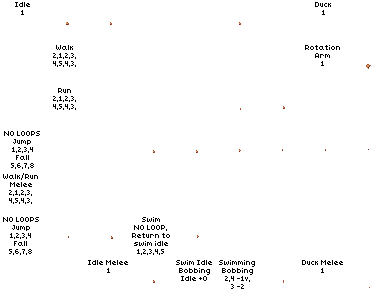 Idle
1
Duck
1
Walk
2,1,2,3,
4,5,4,3,
Rotation
Arm
1
Run
2,1,2,3,
4,5,4,3,
NO LOOPS
Jump
1,2,3,4
Fall
5,6,7,8
Walk/Run
Melee
2,1,2,3,
4,5,4,3,
NO LOOPS
Jump
1,2,3,4
Fall
5,6,7,8
Swim
NO LOOP,
Return to
swim idle
1,2,3,4,5
Idle Melee
1
Swim Idle
Bobbing
Idle +0
Swimming
Bobbing
2,4 -1v,
3 -2
Duck Melee
1